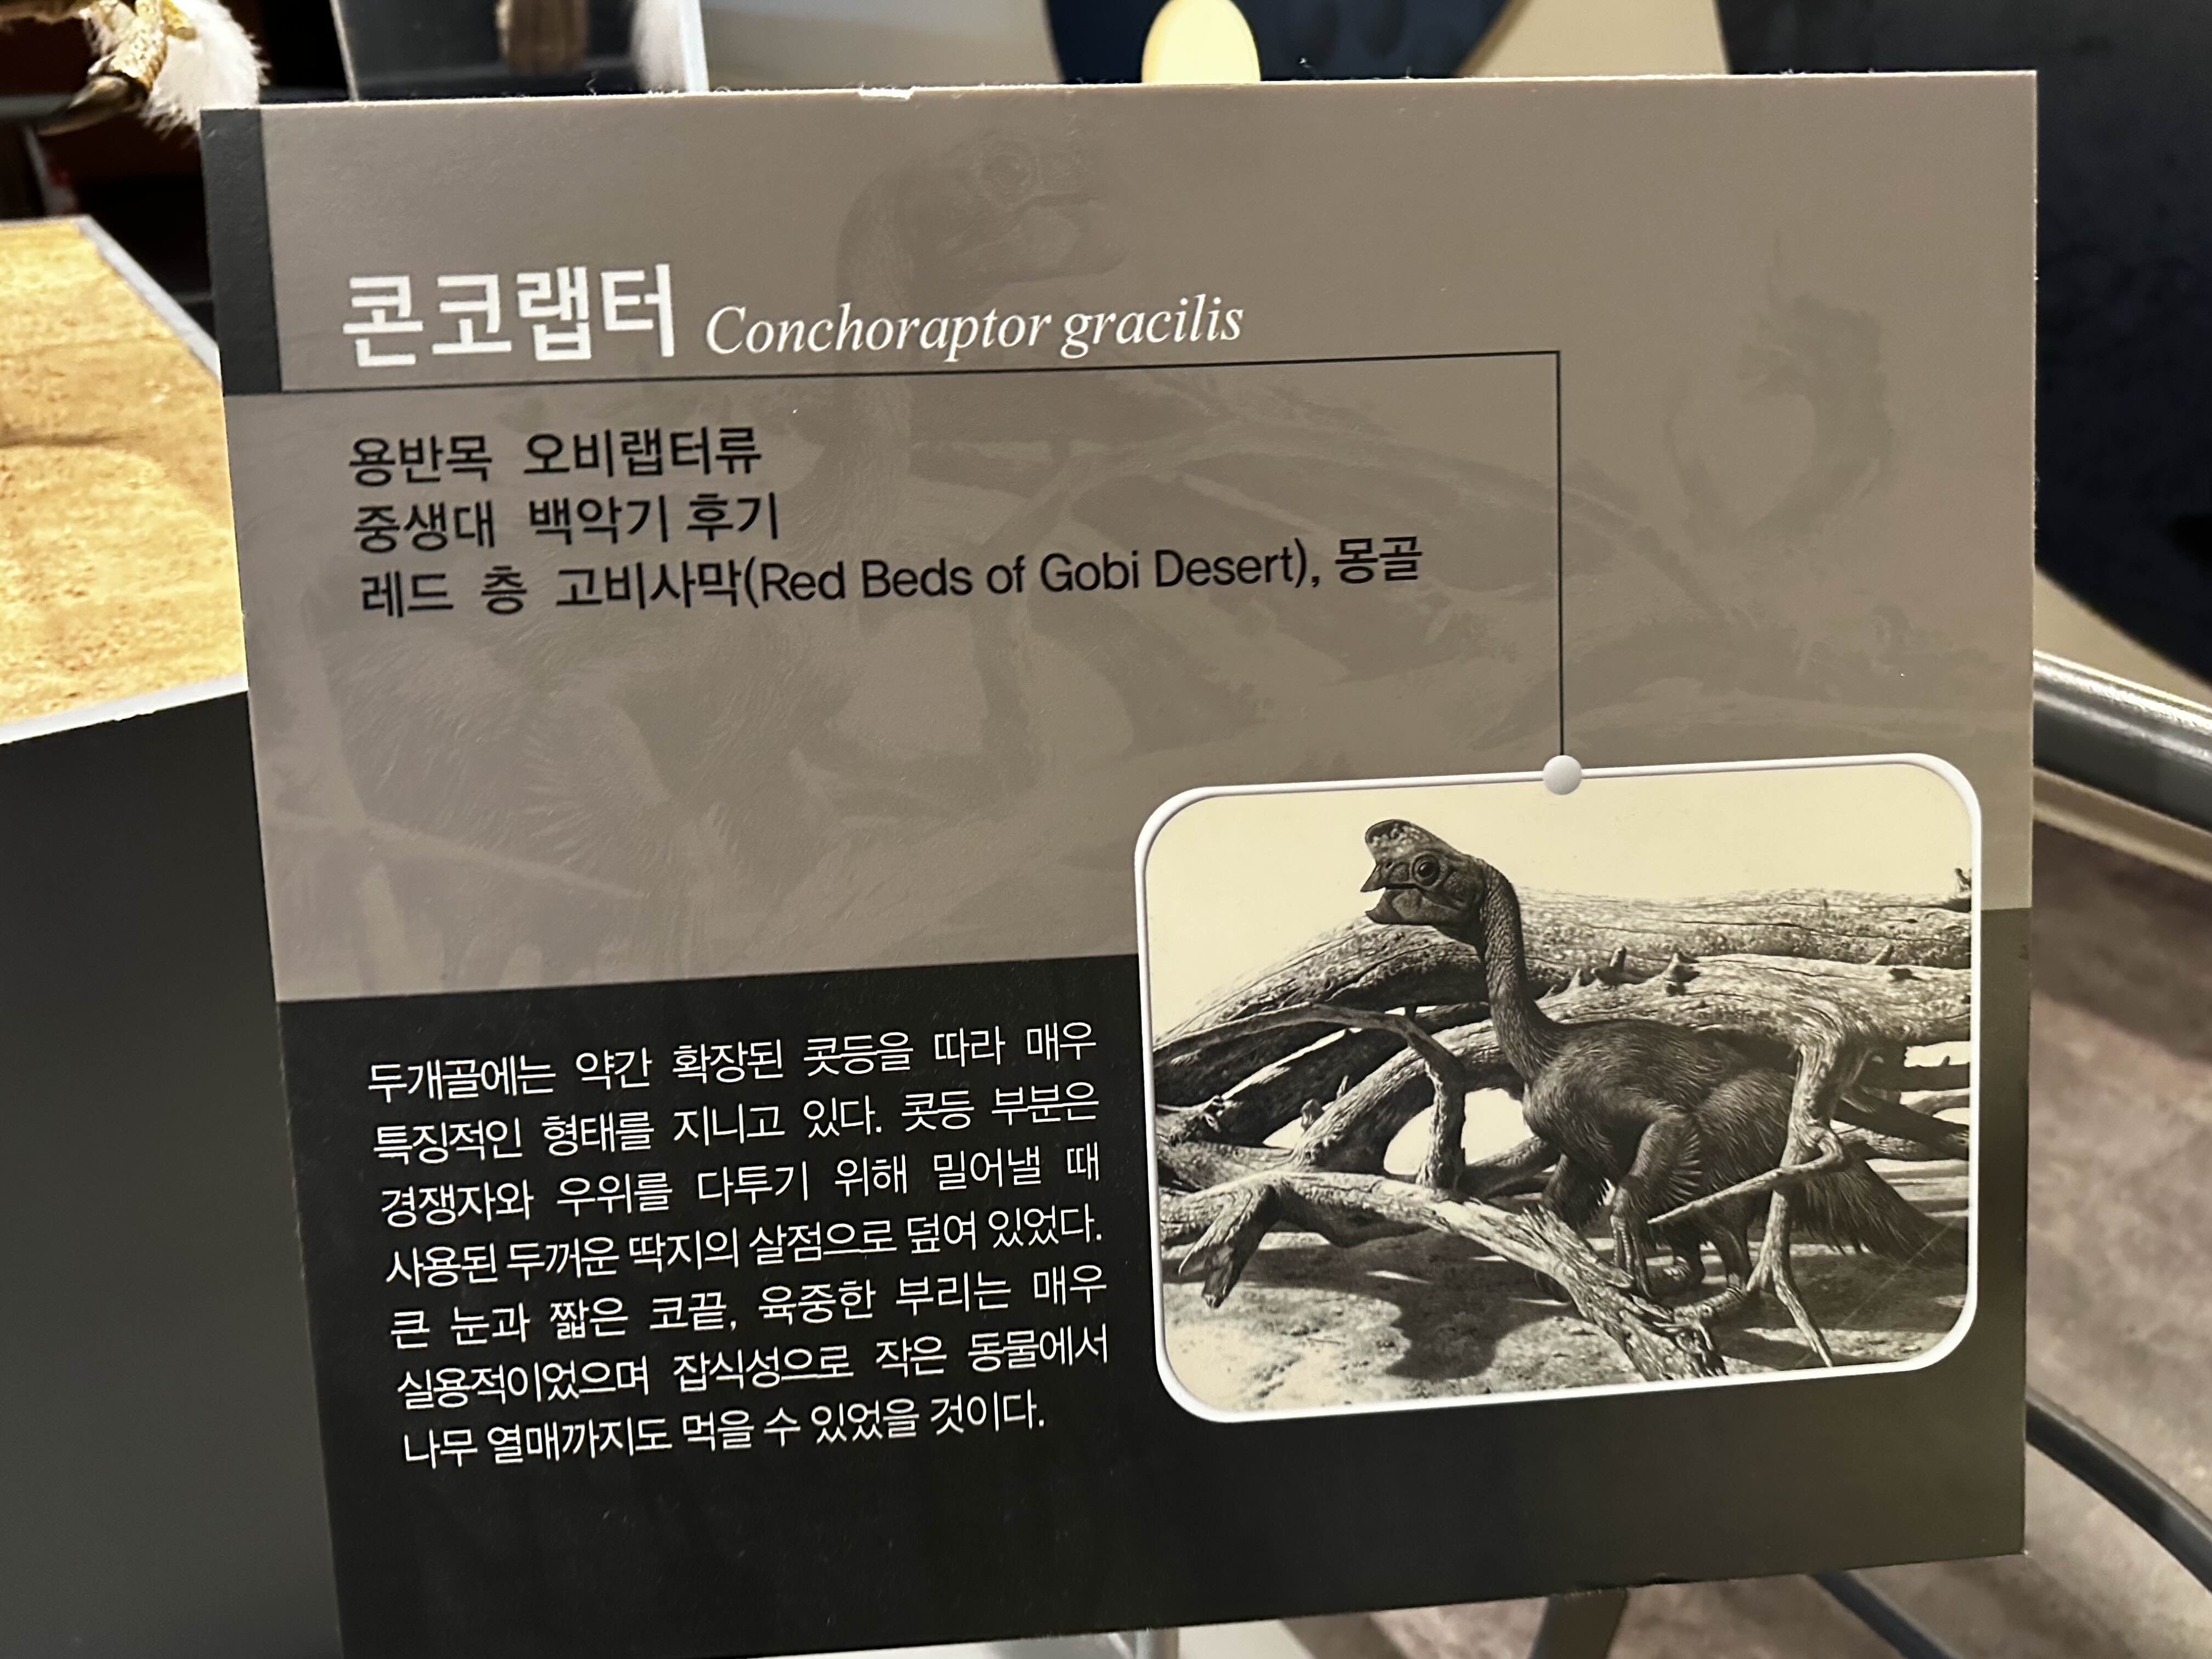 콘코랩터 Conchoraptor gracilis
용반목 오비랩터류
중생대 백악기 후기
레드 층 고비사막(Red Beds of Gobi Desert), 몽골
두개골에는 약간 확장된 콧등을 따라 매우
특징적인 형태를 지니고 있다. 콧등 부분은
경쟁자와 우위를 다투기 위해 밀어낼 때
사용된 두꺼운 딱지의 살점으로 덮여 있었다.
큰 눈과 짧은 코끝, 육중한 부리는 매우
실용적이었으며 잡식성으로 작은 동물에서
나무 열매까지도 먹을 수 있었을 것이다.